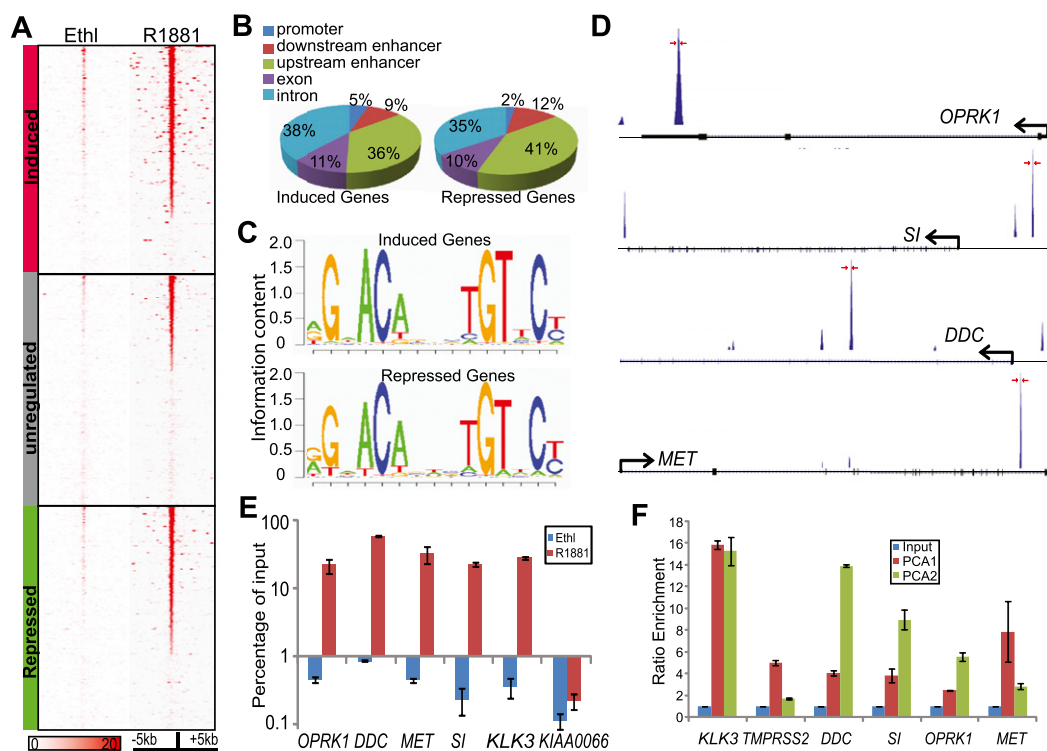 A
Ethl R1881
Induced
unregulated
Repressed
0 20
-5kb +5kb
B
promoter
downstream enhancer
upstream enhancer
exon
intron
5%
9%
36%
11%
38%
Induced Genes
2%
12%
41%
10%
35%
Repressed Genes
C
Information content
Induced Genes
2.0
1.5
1.0
0.5
0
Repressed Genes
2.0
1.5
1.0
0.5
0
D
OPRK1
SI
DDC
MET
E
Percentage of input
100
10
1
0.1
Ethl
R1881
OPRK1 DDC MET SI KLK3 KIAA0066
F
Ratio Enrichment
18
16
14
12
10
8
6
4
2
0
Input
PCA1
PCA2
KLK3 TMPRSS2 DDC SI OPRK1 MET